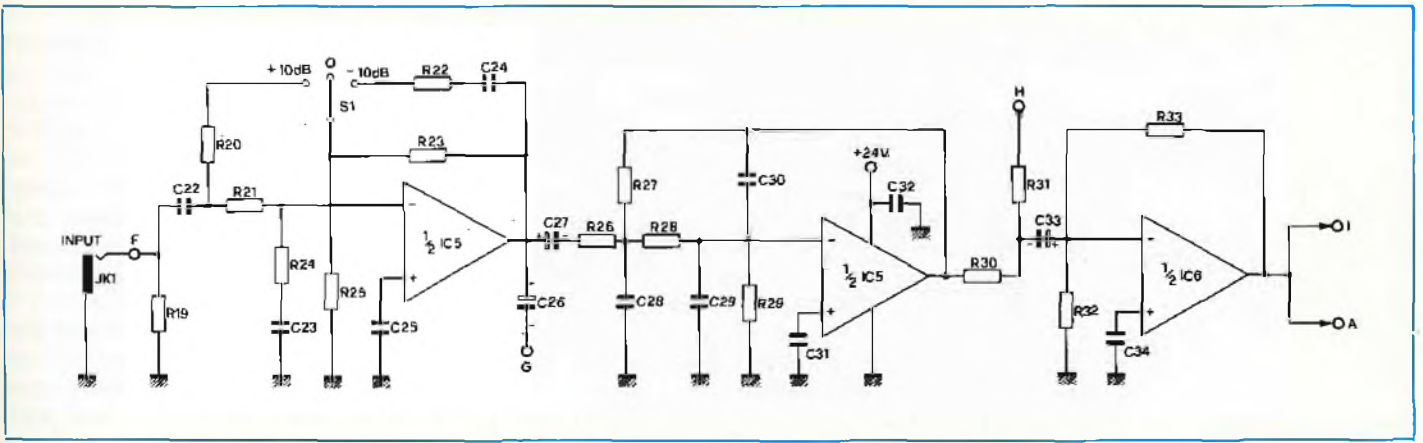 +10dB
O
-10dB
R22
C24
S1
R20
R23
H
+24V.
R33
C32
R27
C30
R31
C22
R21
C27
R26
R28
C33
INPUT
F
½ IC5
½ IC5
½ IC6
I
JK1
R24
R30
R19
R25
C26
C28
C29
R29
R32
C23
C25
C31
C34
A
G
-
+
-
+
-
+
+
-
+
-
-
+